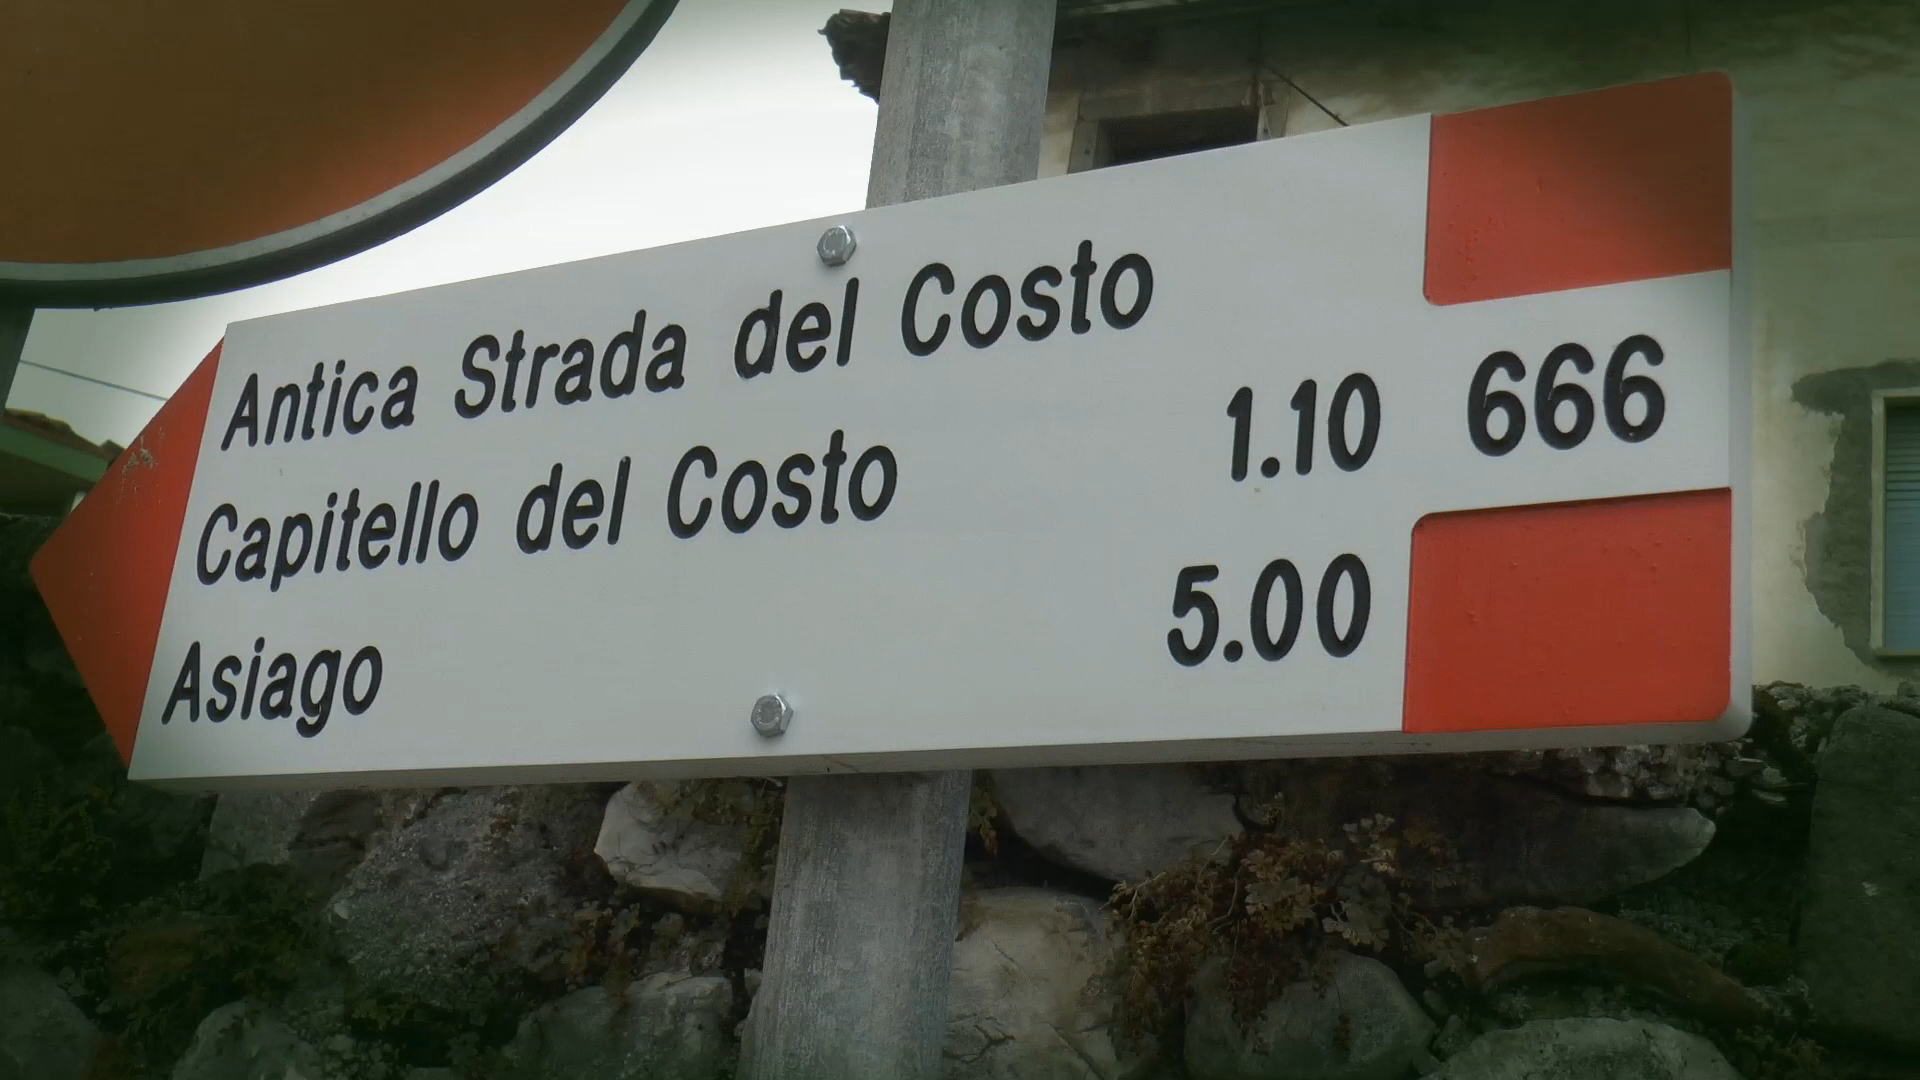 Antica Strada del Costo
Capitello del Costo 1.10 666
Asiago 5.00